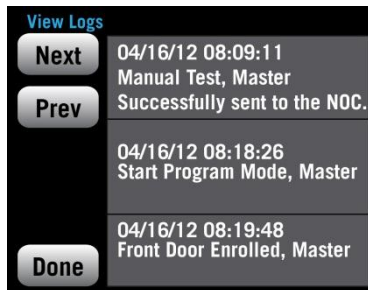 View Logs
Next
Prev
Done
04/16/12 08:09:11
Manual Test, Master
Successfully sent to the NOC.
04/16/12 08:18:26
Start Program Mode, Master
04/16/12 08:19:48
Front Door Enrolled, Master